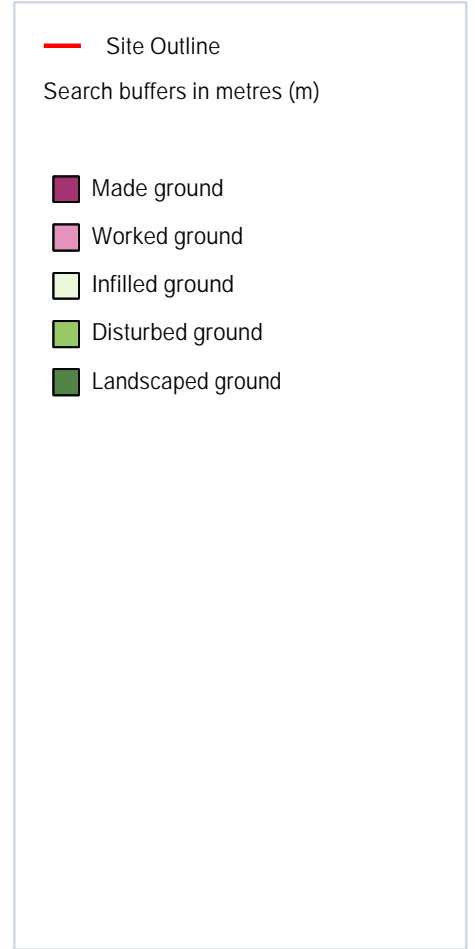 Site Outline
Search buffers in metres (m)
Made ground
Worked ground
Infilled ground
Disturbed ground
Landscaped ground